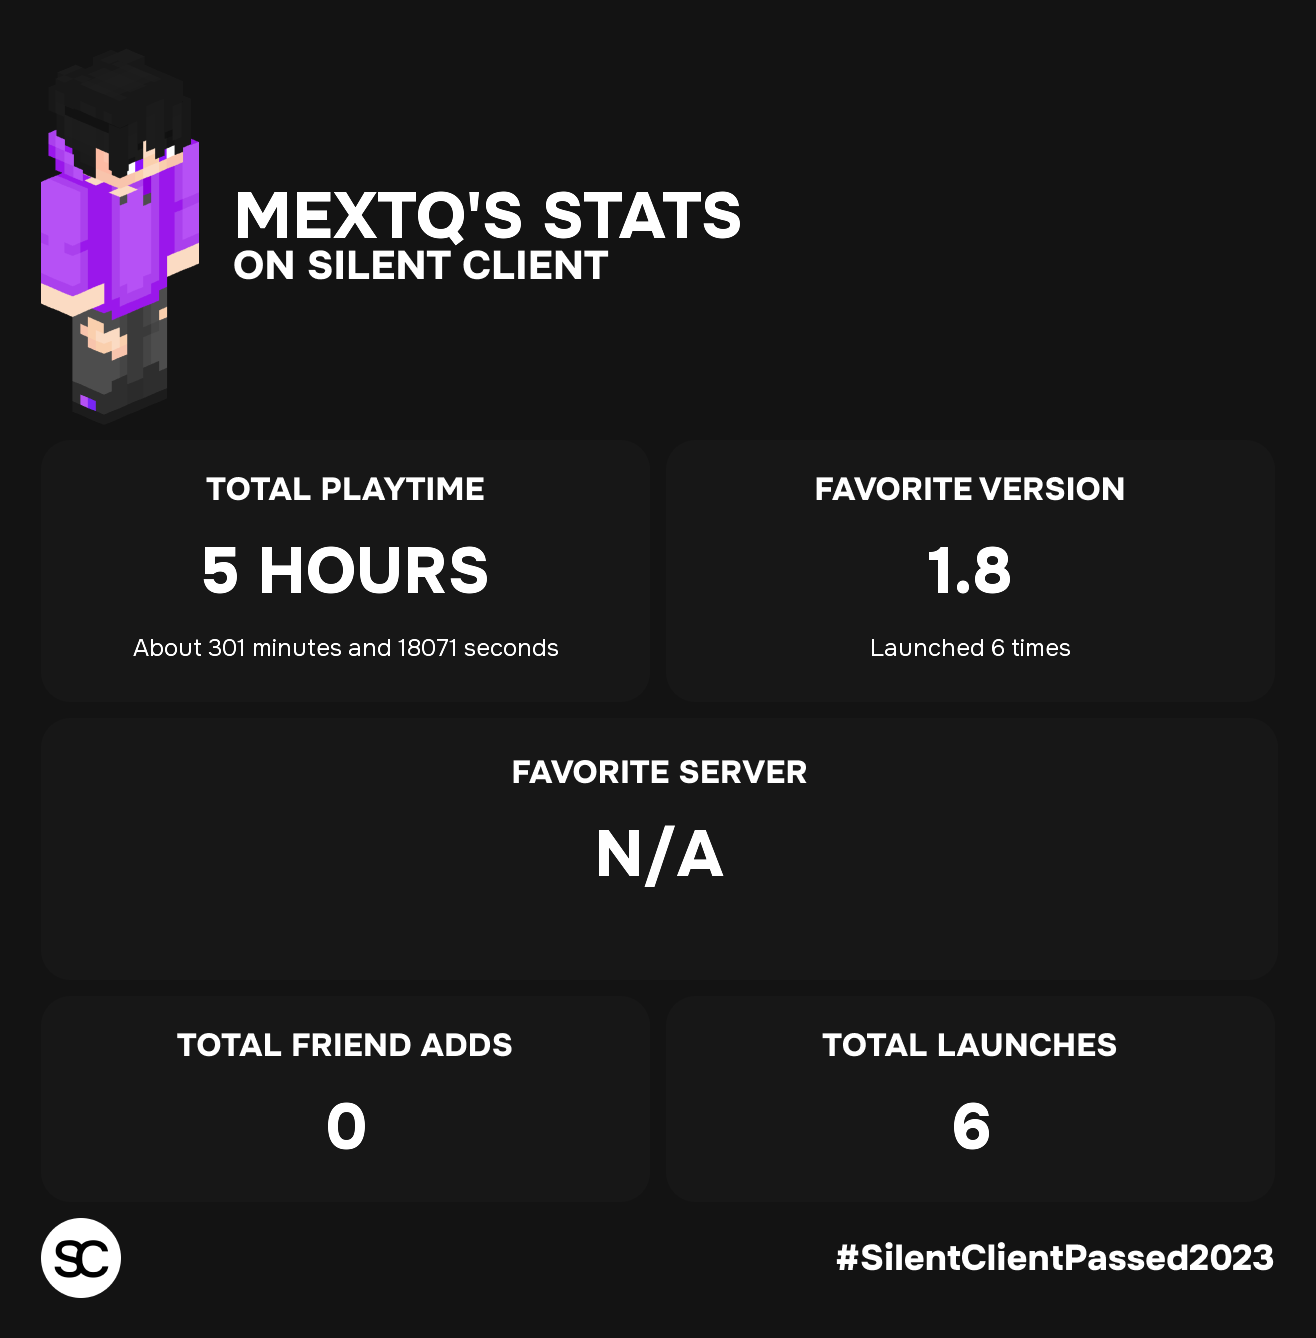 MEXTQ'S STATS
ON SILENT CLIENT
TOTAL PLAYTIME
5 HOURS
About 301 minutes and 18071 seconds
FAVORITE VERSION
1.8
Launched 6 times
FAVORITE SERVER
N/A
TOTAL FRIEND ADDS
0
TOTAL LAUNCHES
6
SC
#SilentClientPassed2023